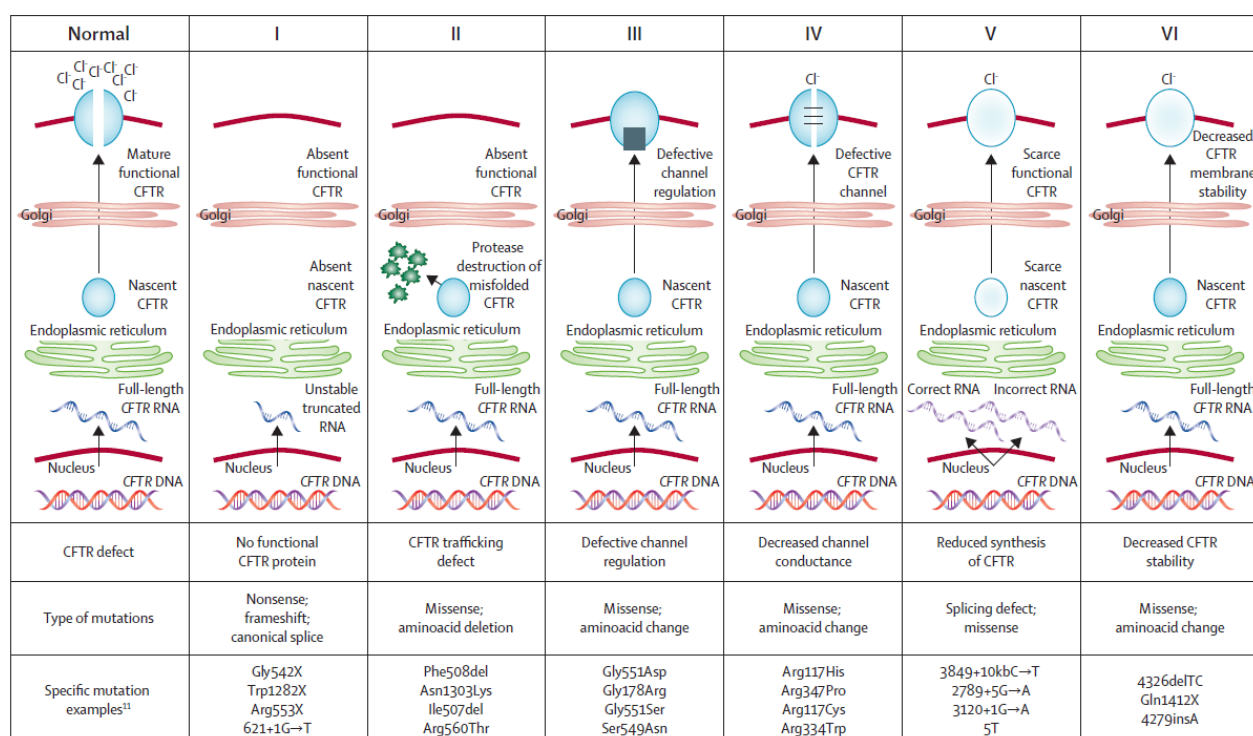 Normal
I
II
III
IV
V
VI
Cl-
Cl-
Cl-
Cl-
Cl-
Cl-
Cl-
Cl-
Mature
functional
CFTR
Golgi
Nascent
CFTR
Endoplasmic reticulum
Full-length
CFTR RNA
Nucleus
CFTR DNA
Absent
functional
CFTR
Golgi
Absent
nascent
CFTR
Endoplasmic reticulum
Unstable
truncated
RNA
Nucleus
CFTR DNA
Absent
functional
CFTR
Golgi
Protease
destruction of
misfolded
CFTR
Endoplasmic reticulum
Full-length
CFTR RNA
Nucleus
CFTR DNA
Defective
channel
regulation
Golgi
Nascent
CFTR
Endoplasmic reticulum
Full-length
CFTR RNA
Nucleus
CFTR DNA
Cl-
Defective
CFTR
channel
Golgi
Nascent
CFTR
Endoplasmic reticulum
Full-length
CFTR RNA
Nucleus
CFTR DNA
Cl-
Scarce
functional
CFTR
Golgi
Scarce
nascent
CFTR
Endoplasmic reticulum
Correct RNA
Incorrect RNA
Nucleus
CFTR DNA
Cl-
Decreased
CFTR
membrane
stability
Golgi
Nascent
CFTR
Endoplasmic reticulum
Full-length
CFTR RNA
Nucleus
CFTR DNA
CFTR defect
No functional
CFTR protein
CFTR trafficking
defect
Defective channel
regulation
Decreased channel
conductance
Reduced synthesis
of CFTR
Decreased CFTR
stability
Type of mutations
Nonsense;
frameshift;
canonical splice
Missense;
aminoacid deletion
Missense;
aminoacid change
Missense;
aminoacid change
Splicing defect;
missense
Missense;
aminoacid change
Specific mutation
examples¹¹
Gly542X
Trp1282X
Arg553X
621+1G→T
Phe508del
Asn1303Lys
Ile507del
Arg560Thr
Gly551Asp
Gly178Arg
Gly551Ser
Ser549Asn
Arg117His
Arg347Pro
Arg117Cys
Arg334Trp
3849+10kbC→T
2789+5G→A
3120+1G→A
5T
4326delTC
Gln1412X
4279insA